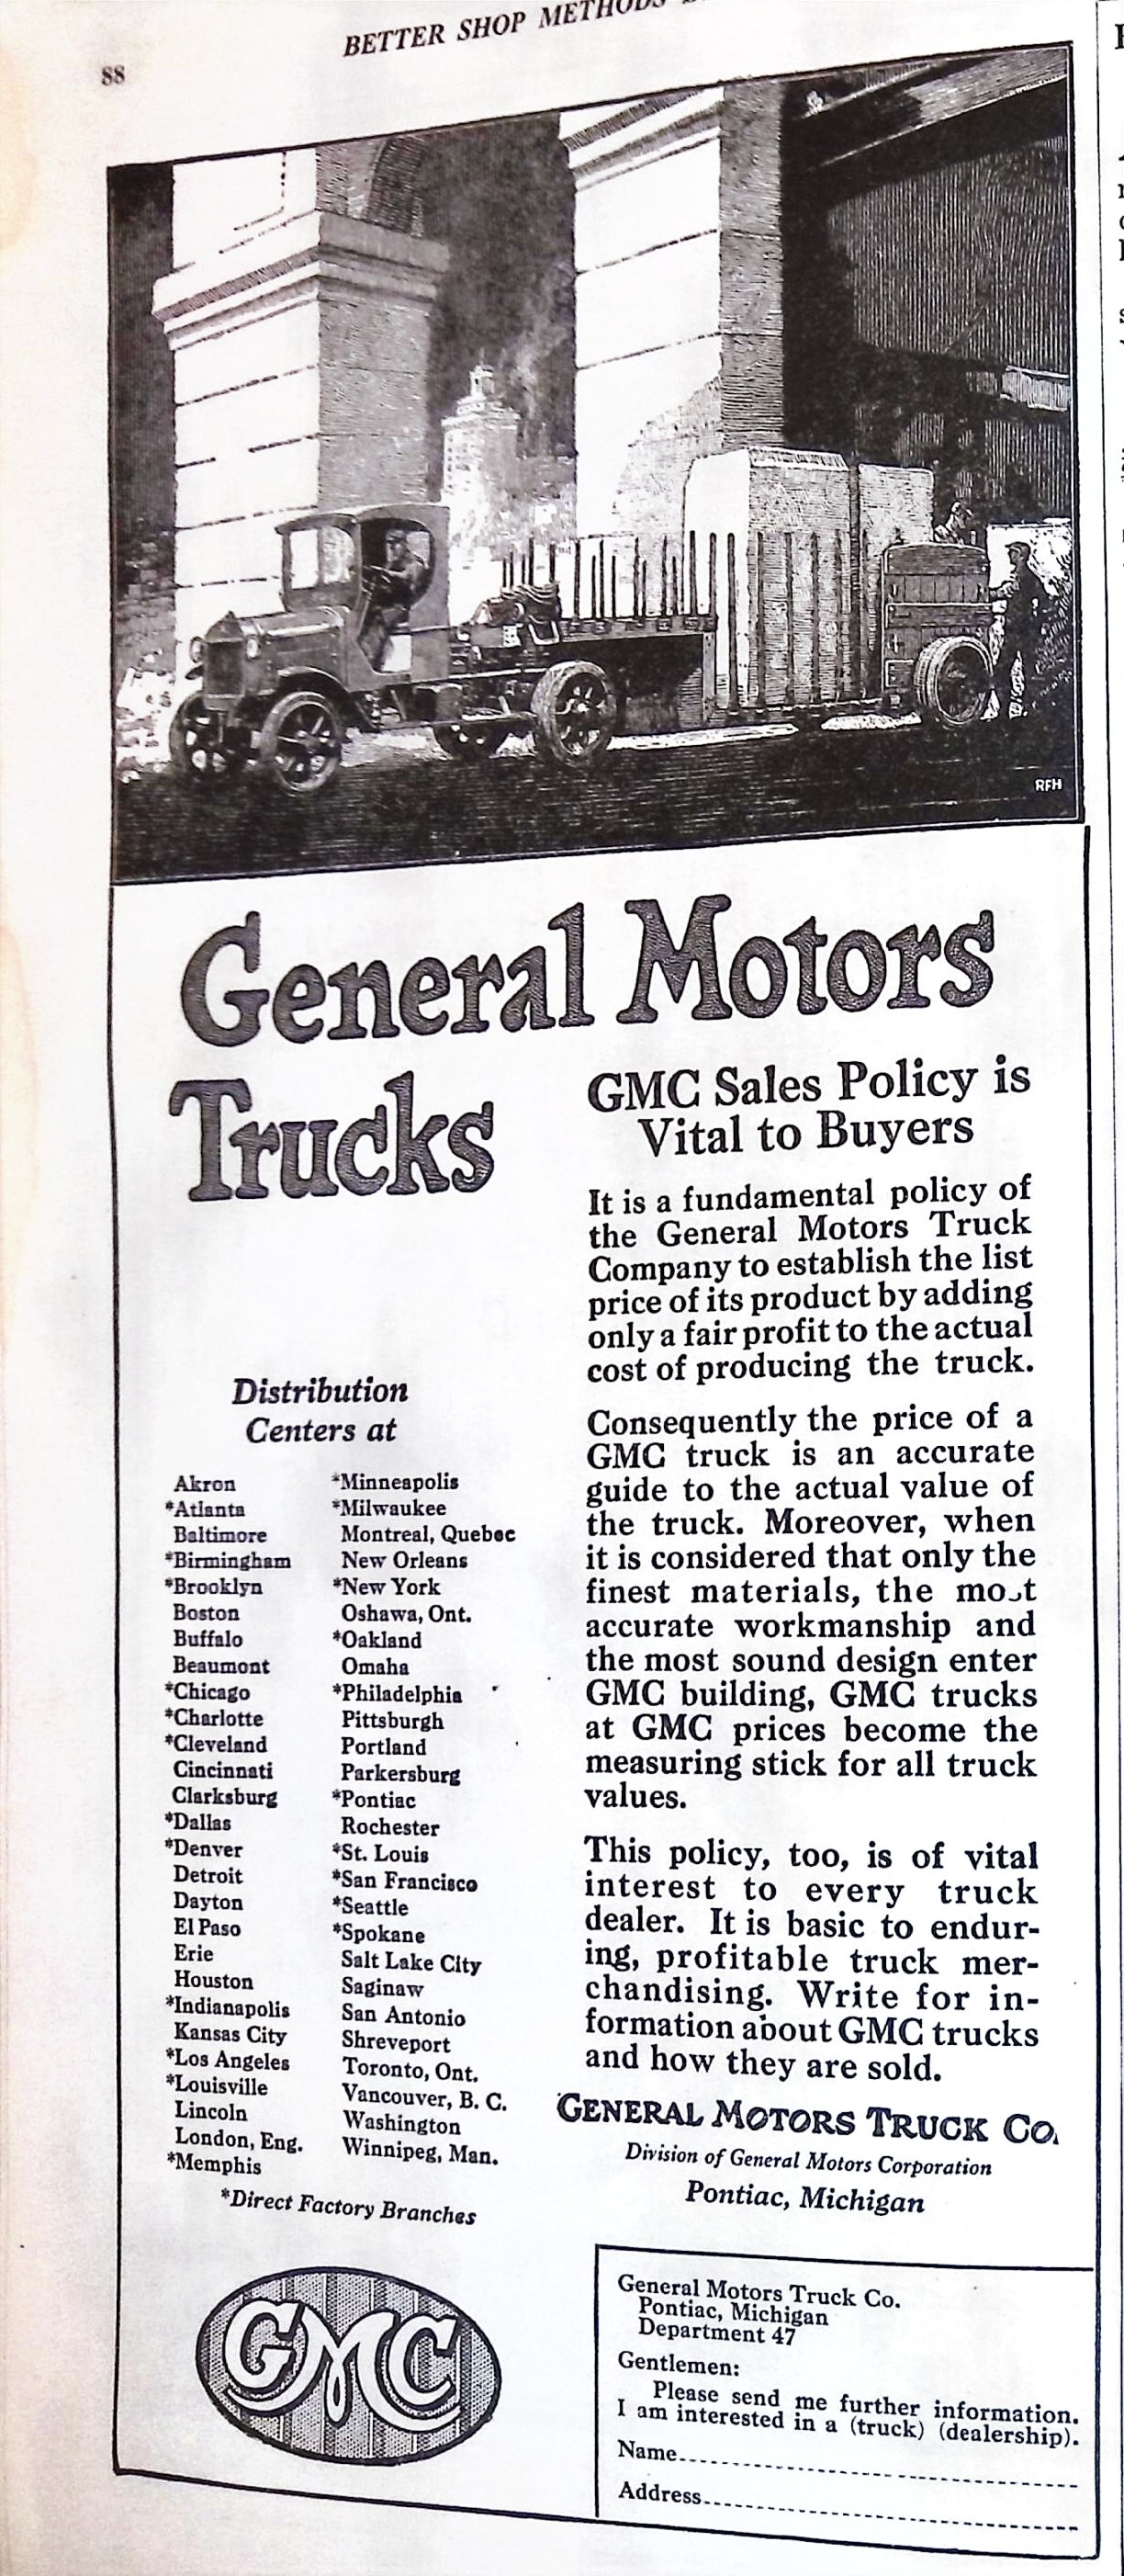 BETTER SHOP METHODS
88
RFH
General Motors
Trucks
GMC Sales Policy is
Vital to Buyers
It is a fundamental policy of
the General Motors Truck
Company to establish the list
price of its product by adding
only a fair profit to the actual
cost of producing the truck.
Consequently the price of a
GMC truck is an accurate
guide to the actual value of
the truck. Moreover, when
it is considered that only the
finest materials, the most
accurate workmanship and
the most sound design enter
GMC building, GMC trucks
at GMC prices become the
measuring stick for all truck
values.
This policy, too, is of vital
interest to every truck
dealer. It is basic to endur-
ing, profitable truck mer-
chandising. Write for in-
formation about GMC trucks
and how they are sold.
GENERAL MOTORS TRUCK CO.
Division of General Motors Corporation
Pontiac, Michigan
Distribution
Centers at
Akron
*Atlanta
Baltimore
*Birmingham
*Brooklyn
Boston
Buffalo
Beaumont
*Chicago
*Charlotte
*Cleveland
Cincinnati
Clarksburg
*Dallas
*Denver
Detroit
Dayton
El Paso
Erie
Houston
*Indianapolis
Kansas City
*Los Angeles
*Louisville
Lincoln
London, Eng.
*Memphis
*Minneapolis
*Milwaukee
Montreal, Quebec
New Orleans
*New York
Oshawa, Ont.
*Oakland
Omaha
*Philadelphia
Pittsburgh
Portland
Parkersburg
*Pontiac
Rochester
*St. Louis
*San Francisco
*Seattle
*Spokane
Salt Lake City
Saginaw
San Antonio
Shreveport
Toronto, Ont.
Vancouver, B. C.
Washington
Winnipeg, Man.
*Direct Factory Branches
GMC
General Motors Truck Co.
Pontiac, Michigan
Department 47
Gentlemen:
Please send me further information.
I am interested in a (truck) (dealership).
Name
Address